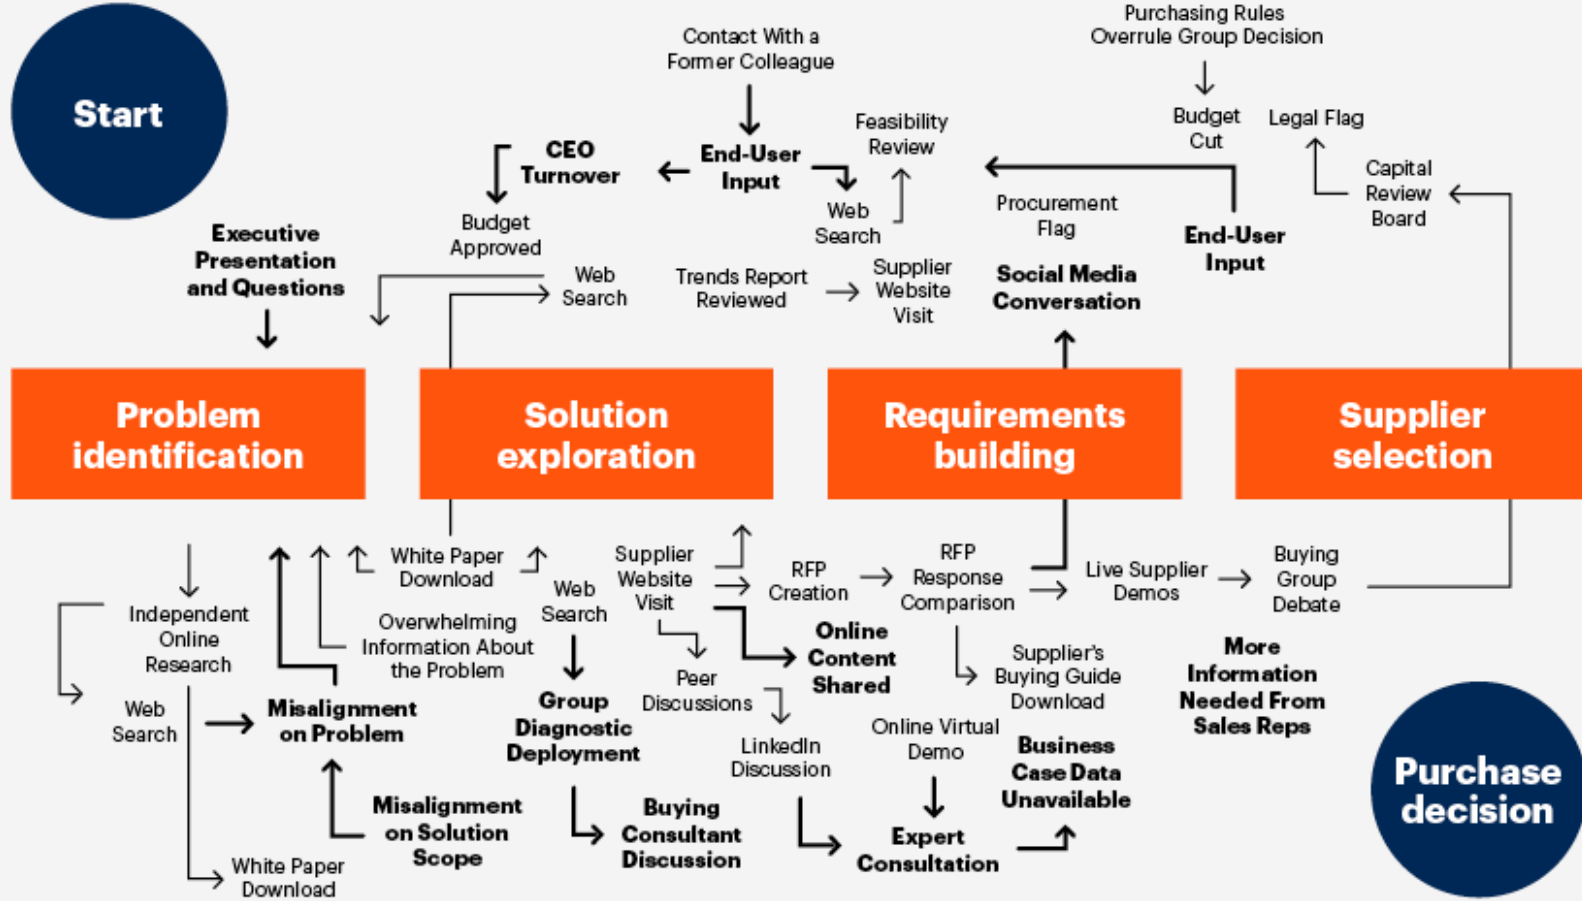 Start
Contact With a
Former Colleague
Purchasing Rules
Overrule Group Decision
Budget
Cut
Legal Flag
Feasibility
Review
CEO
Turnover
End-User
Input
Capital
Review
Board
Web
Search
Procurement
Flag
Budget
Approved
Executive
Presentation
and Questions
End-User
Input
Web
Search
Trends Report
Reviewed
Supplier
Website
Visit
Social Media
Conversation
Problem
identification
Solution
exploration
Requirements
building
Supplier
selection
White Paper
Download
Supplier
Website
Visit
RFP
Creation
RFP
Response
Comparison
Live Supplier
Demos
Buying
Group
Debate
Web
Search
Independent
Online
Research
Overwhelming
Information About
the Problem
Online
Content
Shared
Supplier's
Buying Guide
Download
More
Information
Needed From
Sales Reps
Peer
Discussions
Web
Search
Misalignment
on Problem
Group
Diagnostic
Deployment
LinkedIn
Discussion
Online Virtual
Demo
Business
Case Data
Unavailable
Purchase
decision
Misalignment
on Solution
Scope
Buying
Consultant
Discussion
Expert
Consultation
White Paper
Download